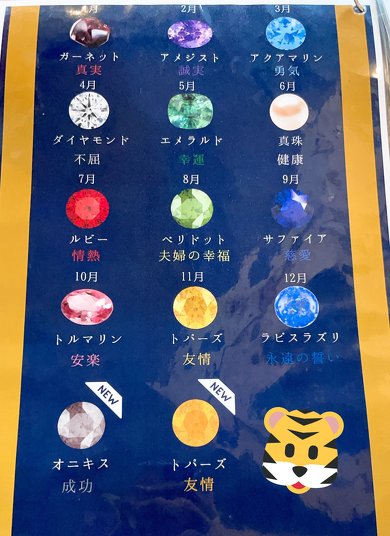 1月 2月 3月
ガーネット アメジスト アクアマリン
真実 誠実 勇気
4月 5月 6月
ダイヤモンド エメラルド 真珠
不屈 幸運 健康
7月 8月 9月
ルビー ペリドット サファイア
情熱 夫婦の幸福 慈愛
10月 11月 12月
トルマリン トパーズ ラピスラズリ
安楽 友情 永遠の誓い
NEW NEW
オニキス トパーズ
成功 友情